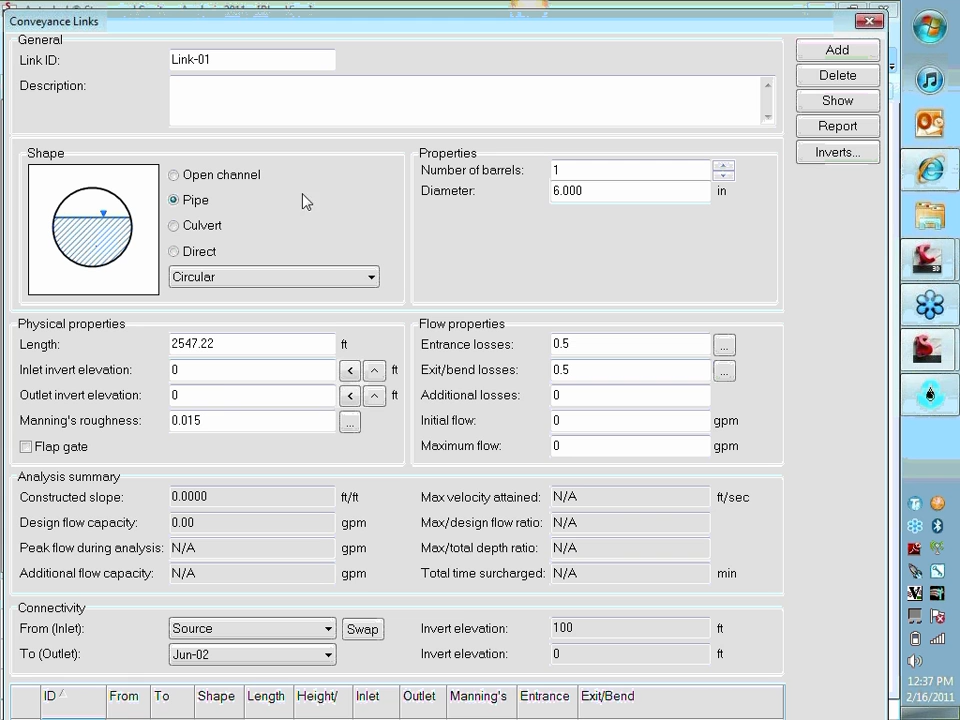 Conveyance Links
General
Link ID: Link-01
Description:
Add
Delete
Show
Report
Inverts...
Shape
Open channel
Pipe
Culvert
Direct
Circular
Properties
Number of barrels: 1
Diameter: 6.000 in
Physical properties
Length: 2547.22 ft
Inlet invert elevation: 0 < ^ ft
Outlet invert elevation: 0 < ^ ft
Manning's roughness: 0.015 ...
Flap gate
Flow properties
Entrance losses: 0.5 ...
Exit/bend losses: 0.5 ...
Additional losses: 0
Initial flow: 0 gpm
Maximum flow: 0 gpm
Analysis summary
Constructed slope: 0.0000 ft/ft
Design flow capacity: 0.00 gpm
Peak flow during analysis: N/A gpm
Additional flow capacity: N/A gpm
Max velocity attained: N/A ft/sec
Max/design flow ratio: N/A
Max/total depth ratio: N/A
Total time surcharged: N/A min
Connectivity
From (Inlet): Source Swap
To (Outlet): Jun-02
Invert elevation: 100 ft
Invert elevation: 0 ft
ID From To Shape Length Height/ Inlet Outlet Manning's Entrance Exit/Bend
12:37 PM
2/16/2011